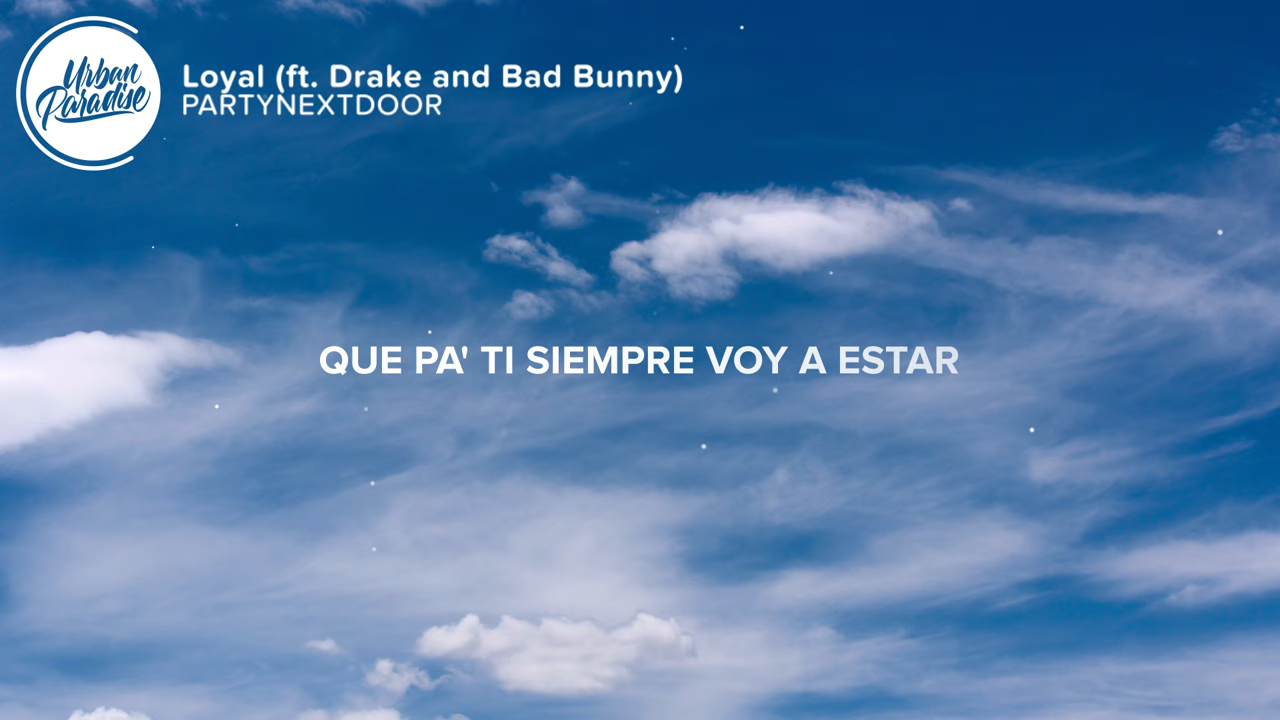 Urban
Paradise
Loyal (ft. Drake and Bad Bunny)
PARTYNEXTDOOR
QUE PA' TI SIEMPRE VOY A ESTAR